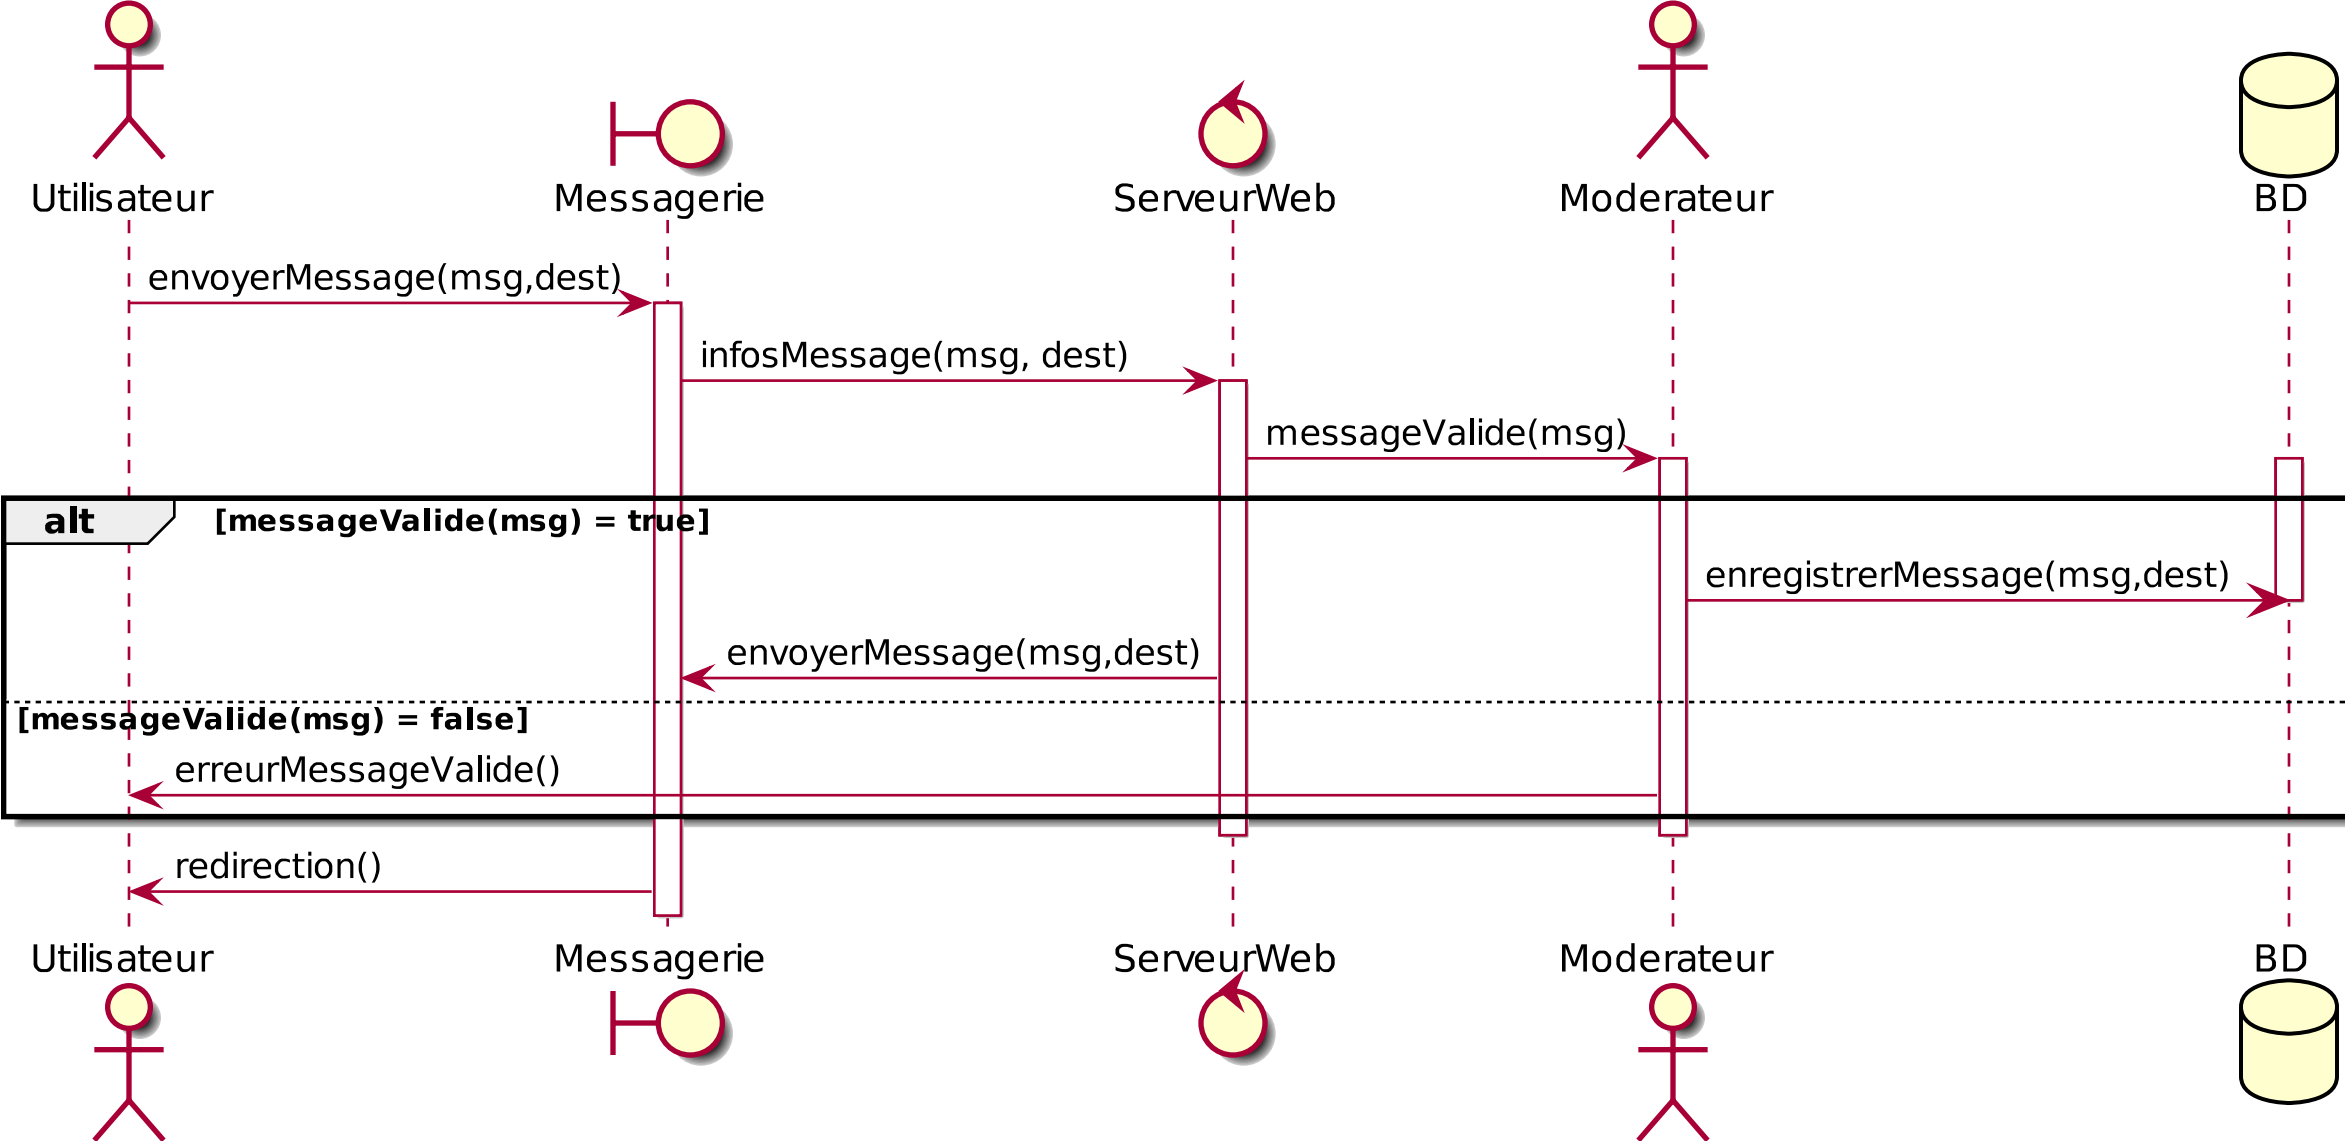 Utilisateur
Messagerie
ServeurWeb
Moderateur
BD
envoyerMessage(msg,dest)
infosMessage(msg, dest)
messageValide(msg)
alt
[messageValide(msg) = true]
enregistrerMessage(msg,dest)
envoyerMessage(msg,dest)
[messageValide(msg) = false]
erreurMessageValide()
redirection()
Utilisateur
Messagerie
ServeurWeb
Moderateur
BD